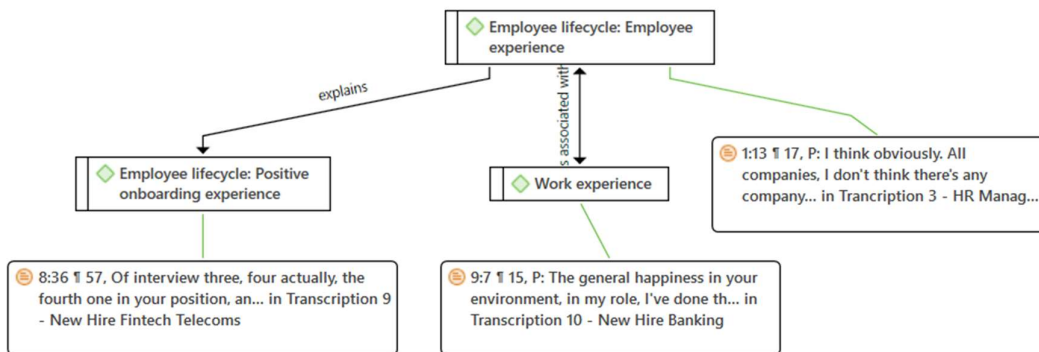 Employee lifecycle: Employee
experience
explains
s associated with
Employee lifecycle: Positive
onboarding experience
Work experience
1:13 ¶ 17, P: I think obviously. All
companies, I don't think there's any
company... in Trancription 3 - HR Manag...
8:36 ¶ 57, Of interview three, four actually, the
fourth one in your position, an... in Transcription 9
- New Hire Fintech Telecoms
9:7 ¶ 15, P: The general happiness in your
environment, in my role, I've done th... in
Transcription 10 - New Hire Banking